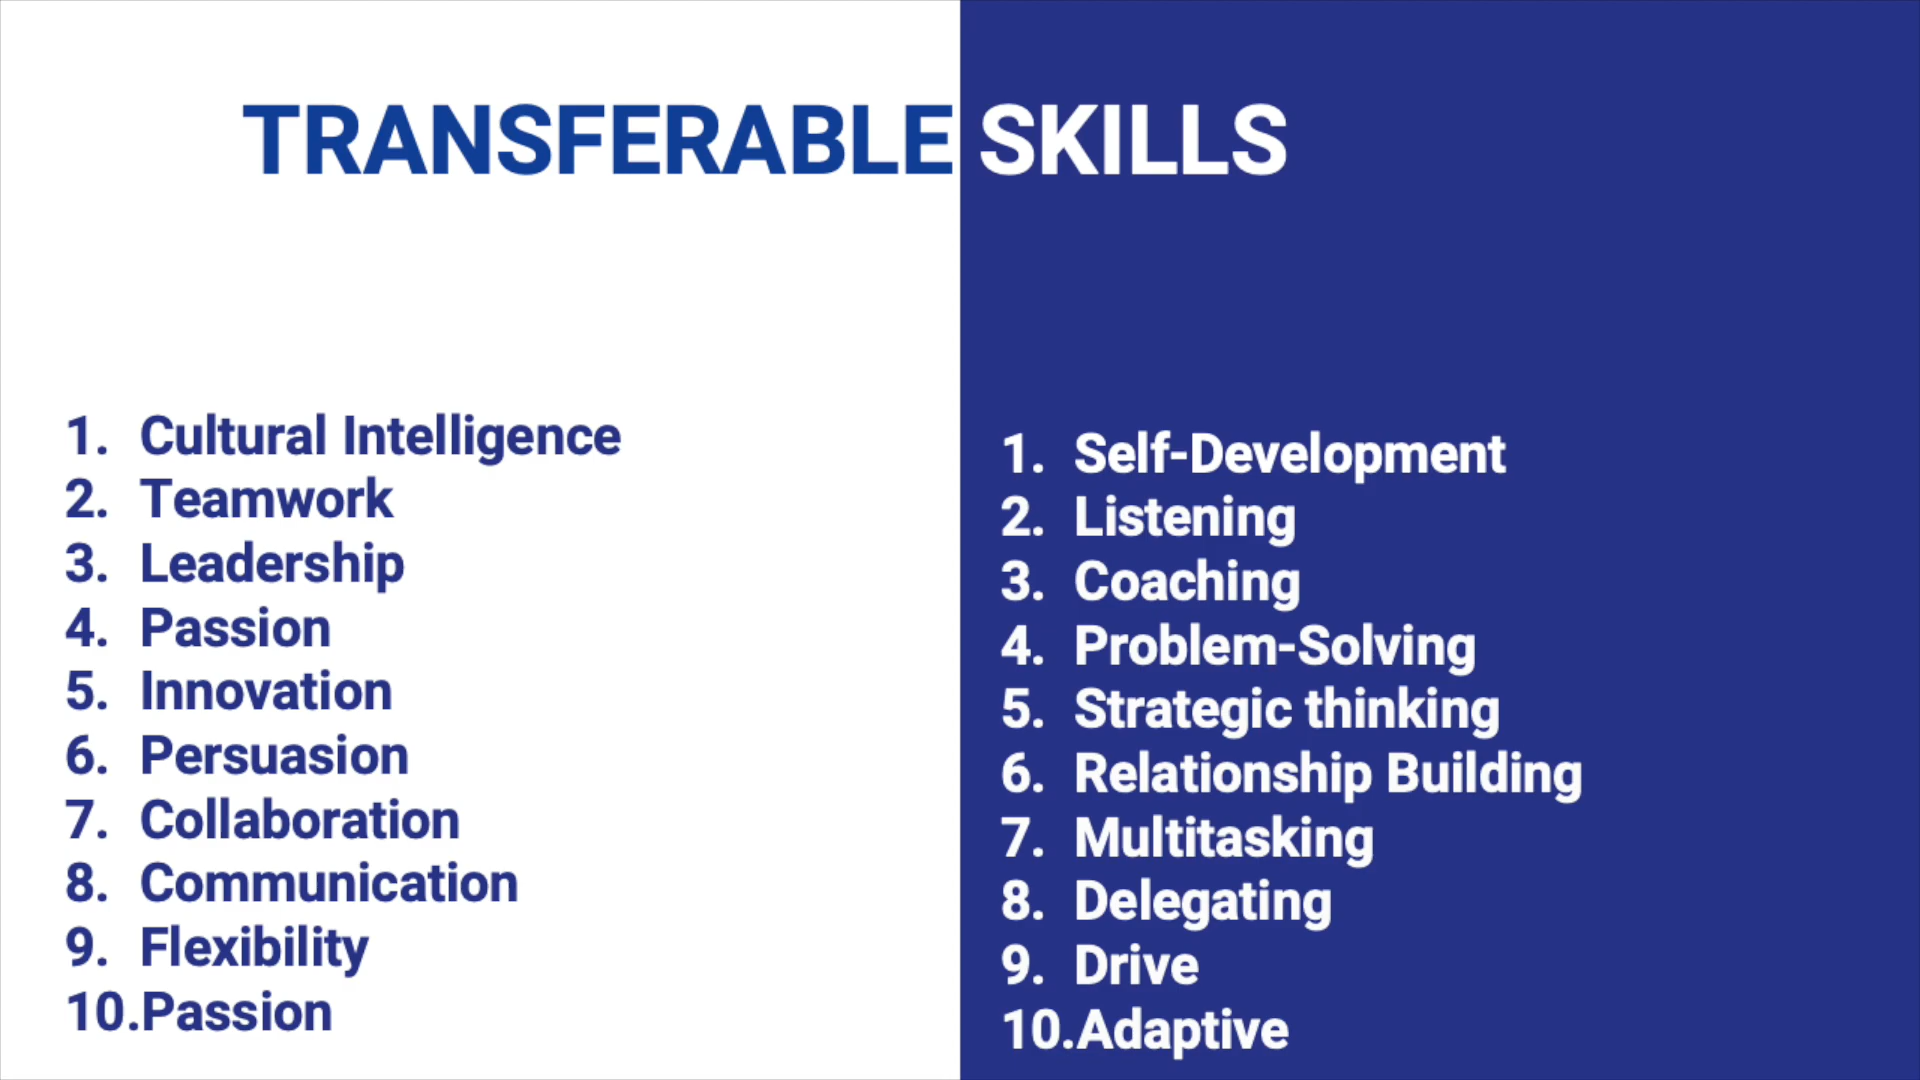 TRANSFERABLE SKILLS
1. Cultural Intelligence
2. Teamwork
3. Leadership
4. Passion
5. Innovation
6. Persuasion
7. Collaboration
8. Communication
9. Flexibility
10.Passion
1. Self-Development
2. Listening
3. Coaching
4. Problem-Solving
5. Strategic thinking
6. Relationship Building
7. Multitasking
8. Delegating
9. Drive
10.Adaptive